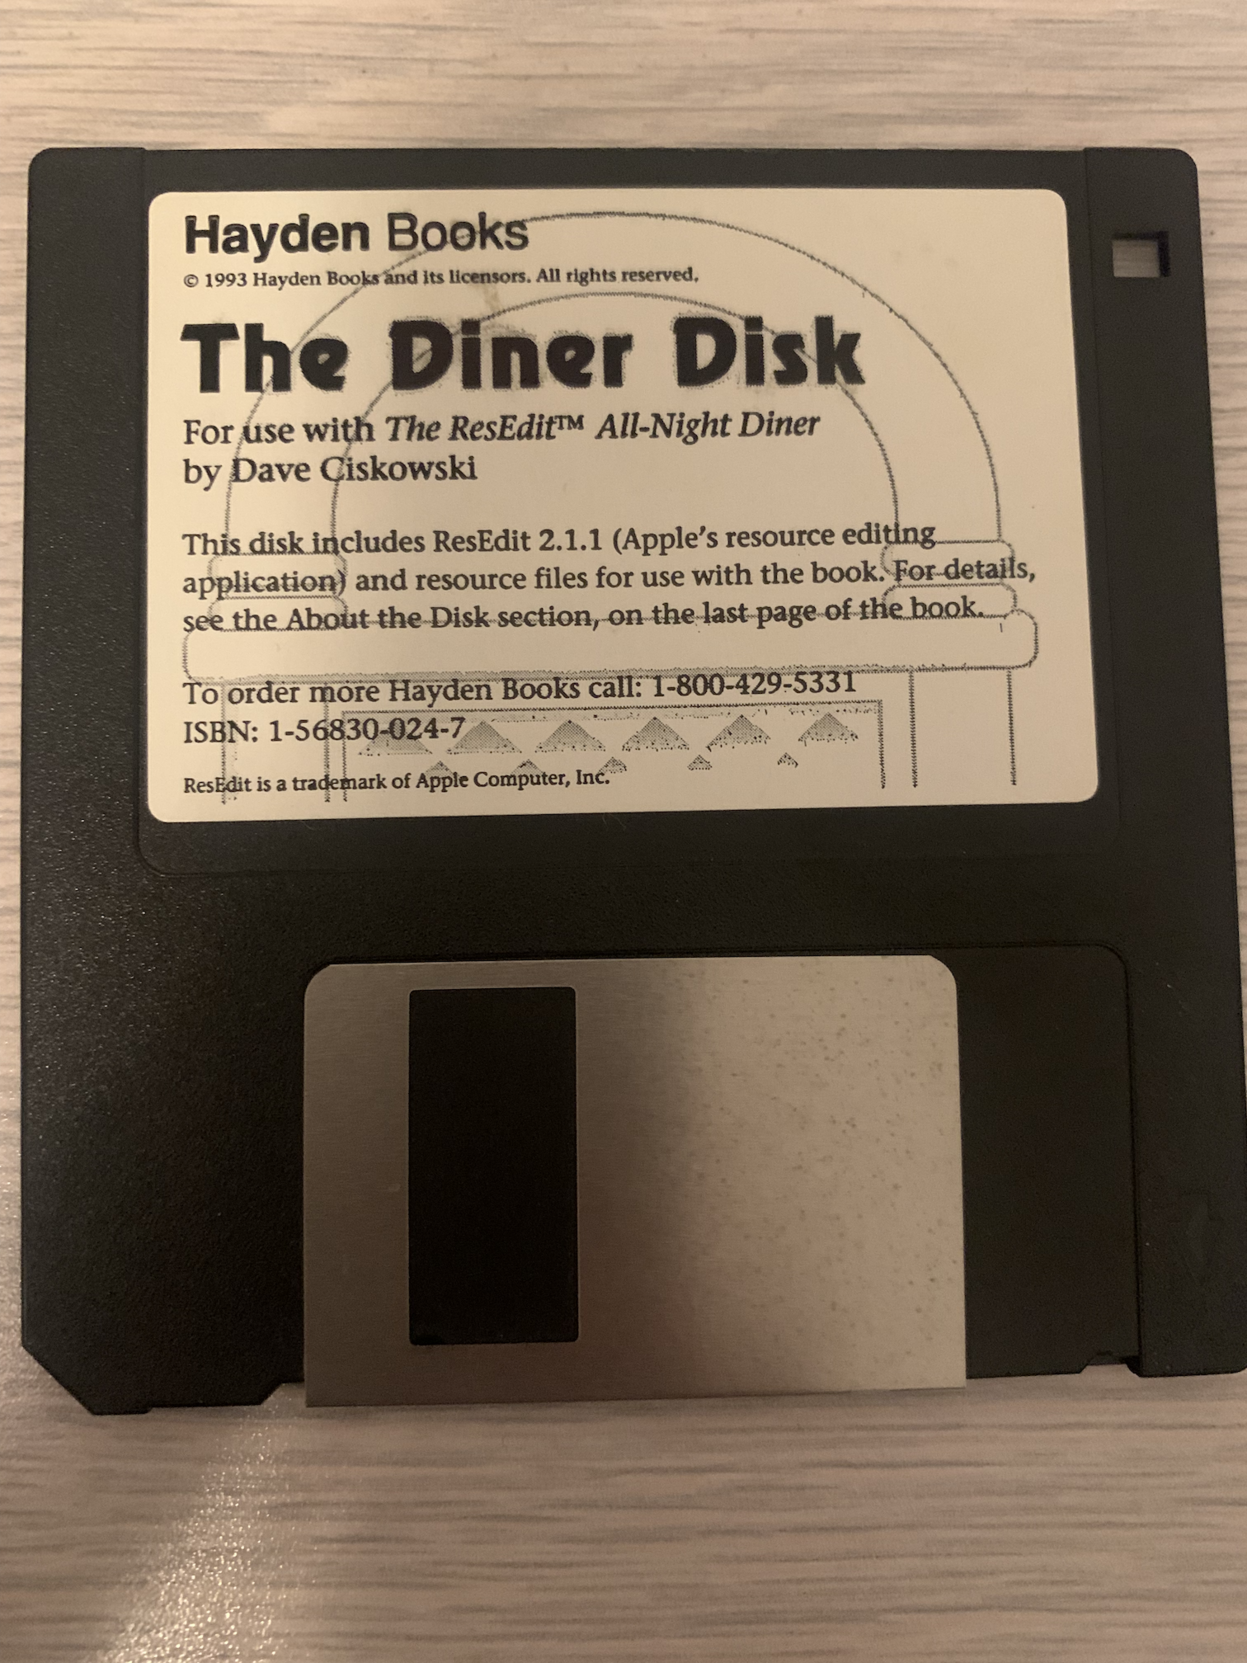 Hayden Books
© 1993 Hayden Books and its licensors. All rights reserved.
The Diner Disk
For use with The ResEdit™ All-Night Diner
by Dave Ciskowski
This disk includes ResEdit 2.1.1 (Apple's resource editing
application) and resource files for use with the book. For details,
see the About the Disk section, on the last page of the book.
To order more Hayden Books call: 1-800-429-5331
ISBN: 1-56830-024-7
ResEdit is a trademark of Apple Computer, Inc.